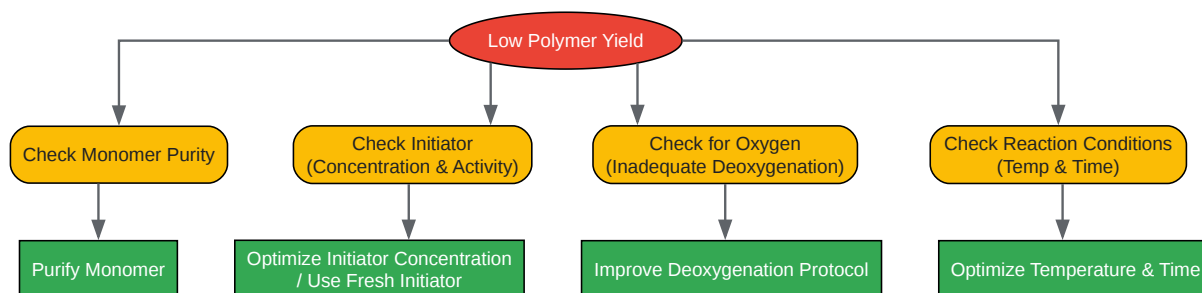 Low Polymer Yield
Check Monomer Purity
Check Initiator
(Concentration & Activity)
Check for Oxygen
(Inadequate Deoxygenation)
Check Reaction Conditions
(Temp & Time)
Purify Monomer
Optimize Initiator Concentration
/ Use Fresh Initiator
Improve Deoxygenation Protocol
Optimize Temperature & Time